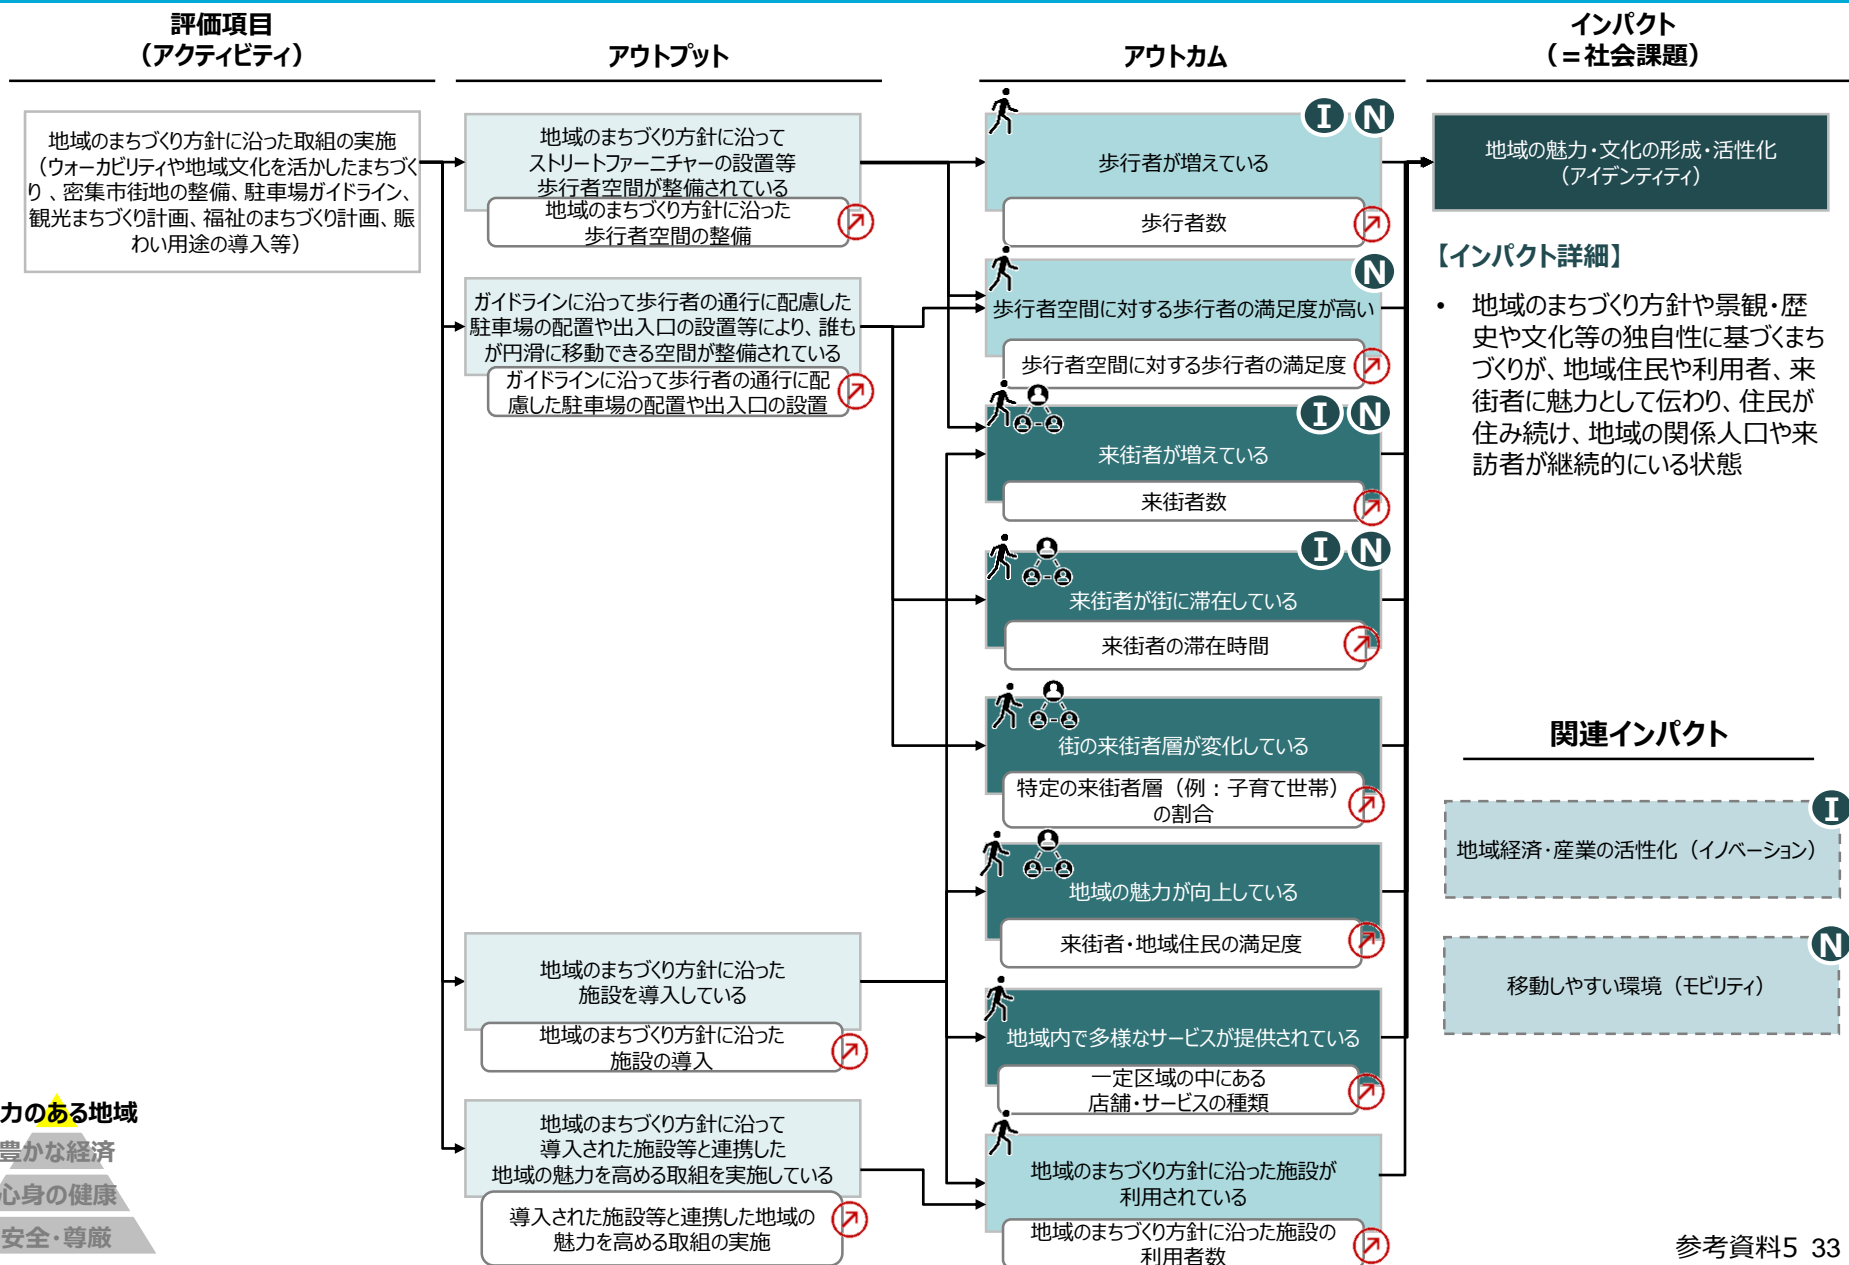 評価項目
（アクティビティ）
アウトプット
アウトカム
インパクト
（＝社会課題）
地域のまちづくり方針に沿った取組の実施
（ウォーカビリティや地域文化を活かしたまちづく
り、密集市街地の整備、駐車場ガイドライン、
観光まちづくり計画、福祉のまちづくり計画、賑
わい用途の導入等）
地域のまちづくり方針に沿って
ストリートファーニチャーの設置等
歩行者空間が整備されている
地域のまちづくり方針に沿った
歩行者空間の整備
ガイドラインに沿って歩行者の通行に配慮した
駐車場の配置や出入口の設置等により、誰も
が円滑に移動できる空間が整備されている
ガイドラインに沿って歩行者の通行に配
慮した駐車場の配置や出入口の設置
地域のまちづくり方針に沿った
施設を導入している
地域のまちづくり方針に沿った
施設の導入
地域のまちづくり方針に沿って
導入された施設等と連携した
地域の魅力を高める取組を実施している
導入された施設等と連携した地域の
魅力を高める取組の実施
I N
歩行者が増えている
歩行者数
N
歩行者空間に対する歩行者の満足度が高い
歩行者空間に対する歩行者の満足度
I N
来街者が増えている
来街者数
I N
来街者が街に滞在している
来街者の滞在時間
街の来街者層が変化している
特定の来街者層（例：子育て世帯）
の割合
地域の魅力が向上している
来街者・地域住民の満足度
地域内で多様なサービスが提供されている
一定区域の中にある
店舗・サービスの種類
地域のまちづくり方針に沿った施設が
利用されている
地域のまちづくり方針に沿った施設の
利用者数
地域の魅力・文化の形成・活性化
（アイデンティティ）
【インパクト詳細】
• 地域のまちづくり方針や景観・歴
史や文化等の独自性に基づくまち
づくりが、地域住民や利用者、来
街者に魅力として伝わり、住民が
住み続け、地域の関係人口や来
訪者が継続的にいる状態
関連インパクト
I
地域経済・産業の活性化（イノベーション）
N
移動しやすい環境（モビリティ）
力のある地域
豊かな経済
心身の健康
安全・尊厳
参考資料5 33